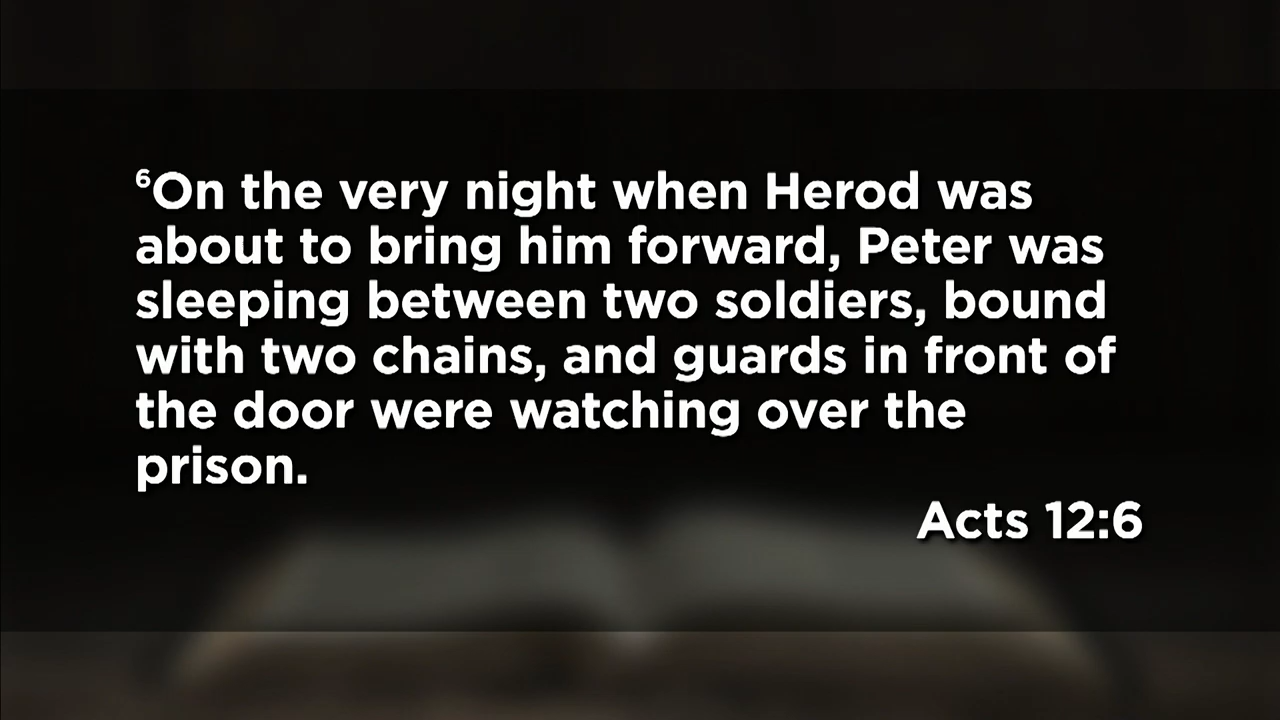 ⁶On the very night when Herod was
about to bring him forward, Peter was
sleeping between two soldiers, bound
with two chains, and guards in front of
the door were watching over the
prison.
Acts 12:6